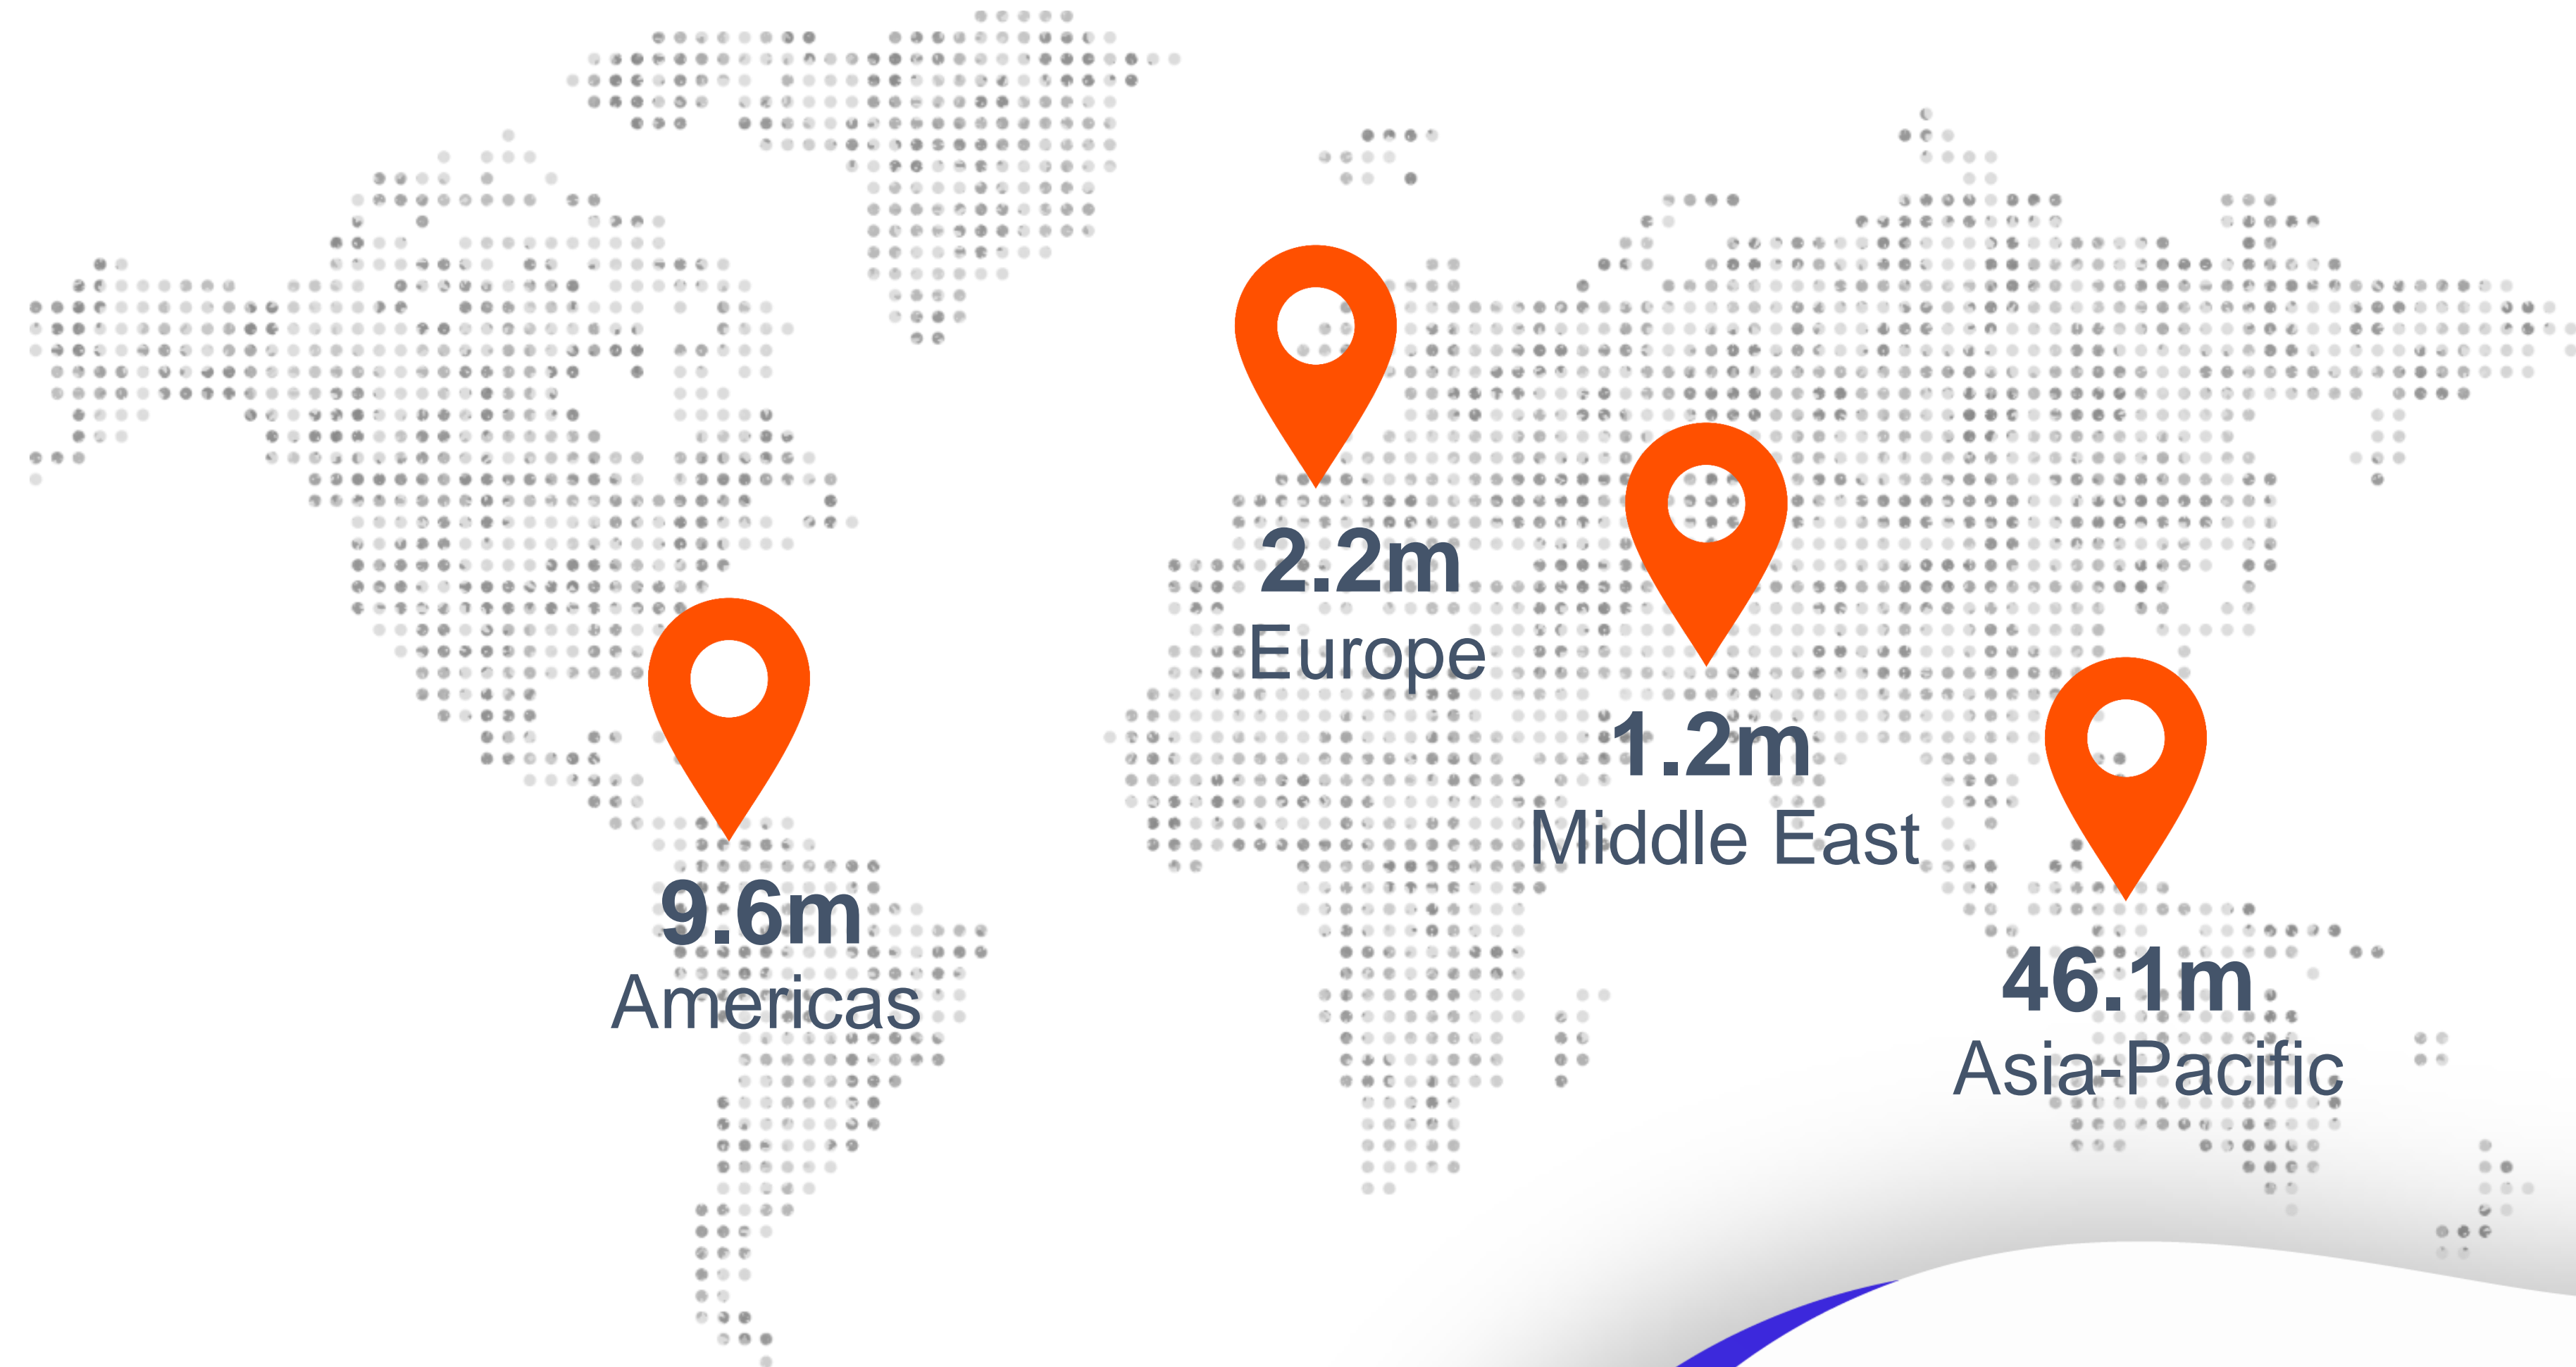 2.2m
Europe
1.2m
Middle East
9.6m
Americas
46.1m
Asia-Pacific